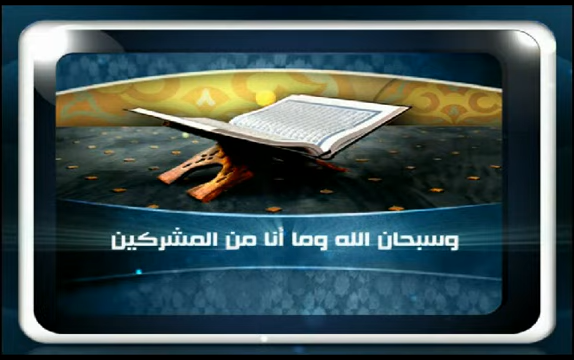 وسبحان الله وما أنا من المشركين